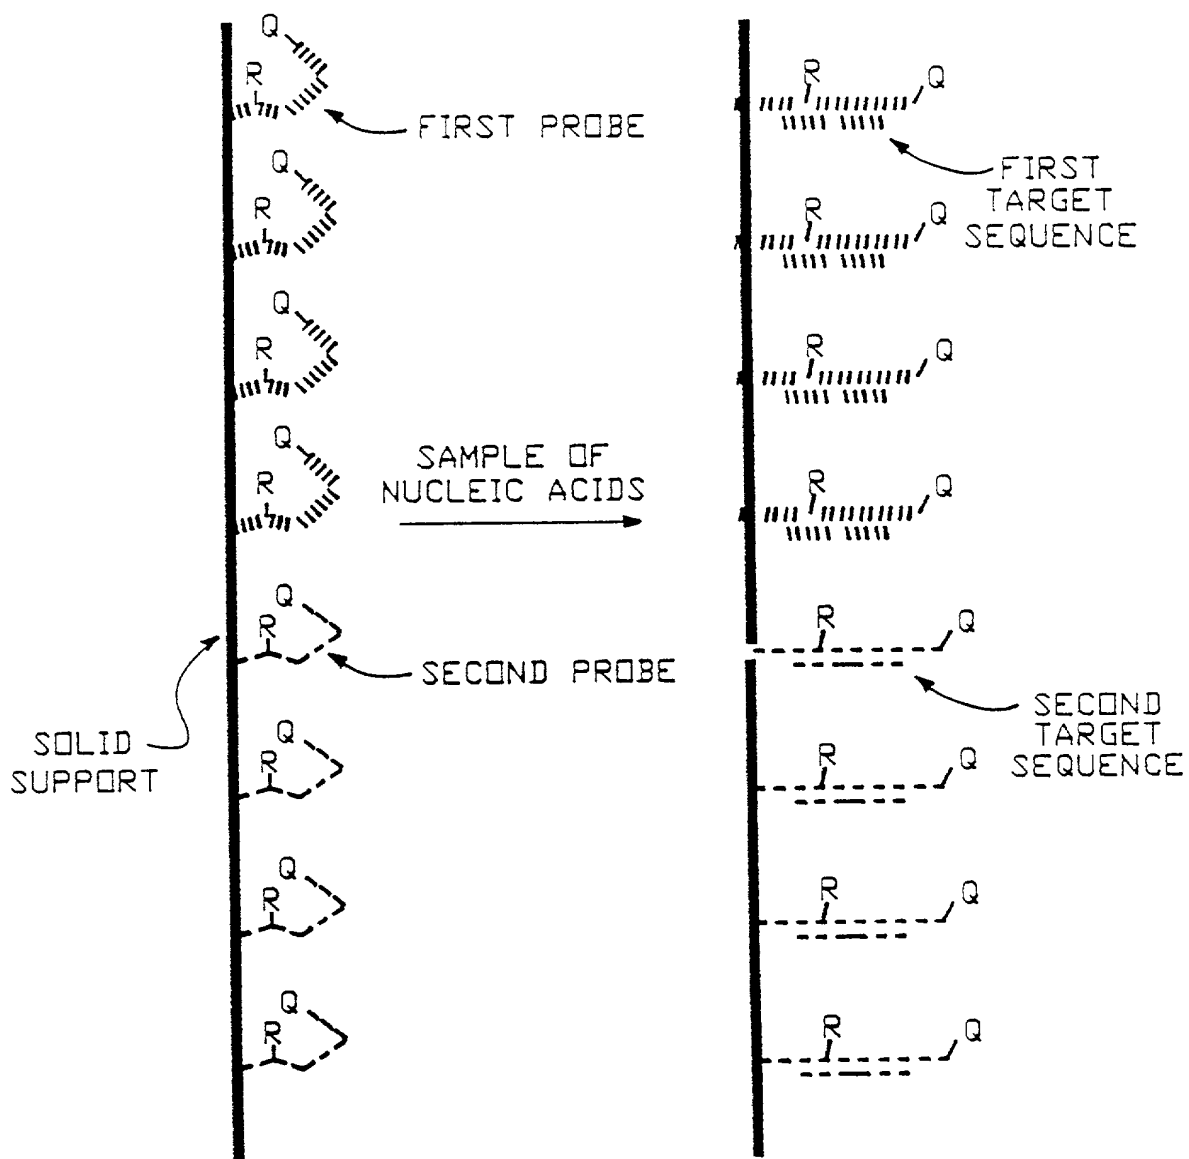 Q
R
FIRST PROBE
Q
R
Q
R
Q
R
SAMPLE OF
NUCLEIC ACIDS
Q
R
SECOND PROBE
SOLID
SUPPORT
Q
R
Q
R
Q
R
R
Q
FIRST
TARGET
SEQUENCE
R
Q
R
Q
R
Q
R
Q
SECOND
TARGET
SEQUENCE
R
Q
R
Q
R
Q